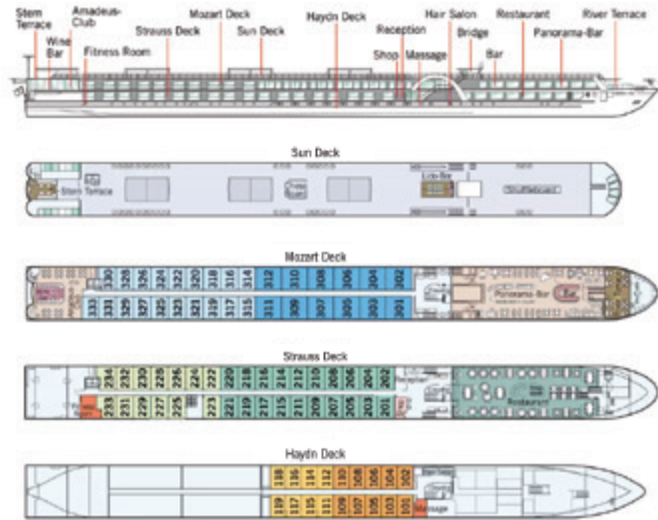 Stern Terrace
Wine Bar
Amadeus-Club
Fitness Room
Strauss Deck
Mozart Deck
Sun Deck
Haydn Deck
Reception
Shop
Massage
Hair Salon
Bridge
Bar
Restaurant
Panorama-Bar
River Terrace
Sun Deck
Stern Terrace
Lido-Bar
Shuffleboard
Mozart Deck
330 328 326 324 322 320 318 316 314 312 310 308 306 304 302
333 331 329 327 325 323 321 319 317 315 311 309 307 305 303 301
Panorama-Bar
Bar
Strauss Deck
234 232 230 228 226 224 222 220 218 216 214 212 210 208 206 204 202
Reception
233 231 229 227 225 223 221 219 217 215 211 209 207 205 203 201
Restaurant
Haydn Deck
118 116 114 112 110 108 106 104 102
119 117 115 111 109 107 105 103 101
Massage